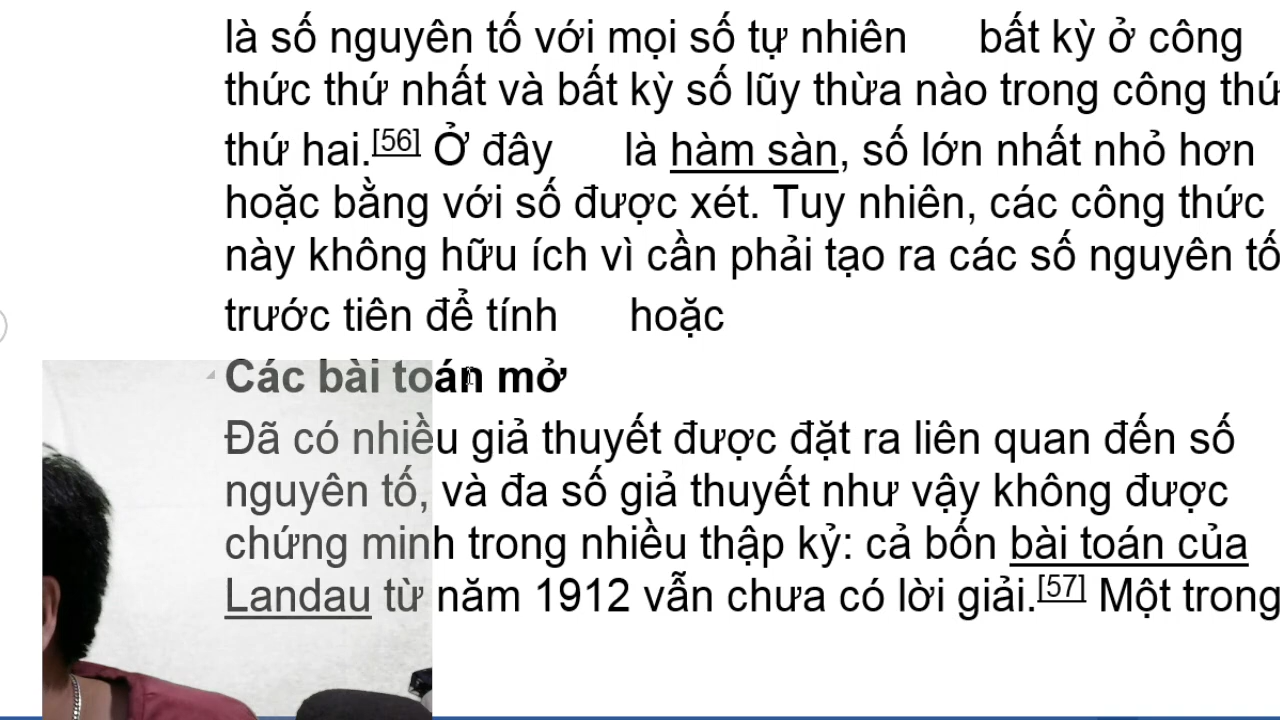 là số nguyên tố với mọi số tự nhiên bất kỳ ở công
thức thứ nhất và bất kỳ số lũy thừa nào trong công thứ
thứ hai.[56] Ở đây là hàm sàn, số lớn nhất nhỏ hơn
hoặc bằng với số được xét. Tuy nhiên, các công thức
này không hữu ích vì cần phải tạo ra các số nguyên tố
trước tiên để tính hoặc
Các bài toán mở
Đã có nhiều giả thuyết được đặt ra liên quan đến số
nguyên tố, và đa số giả thuyết như vậy không được
chứng minh trong nhiều thập kỷ: cả bốn bài toán của
Landau từ năm 1912 vẫn chưa có lời giải.[57] Một trong